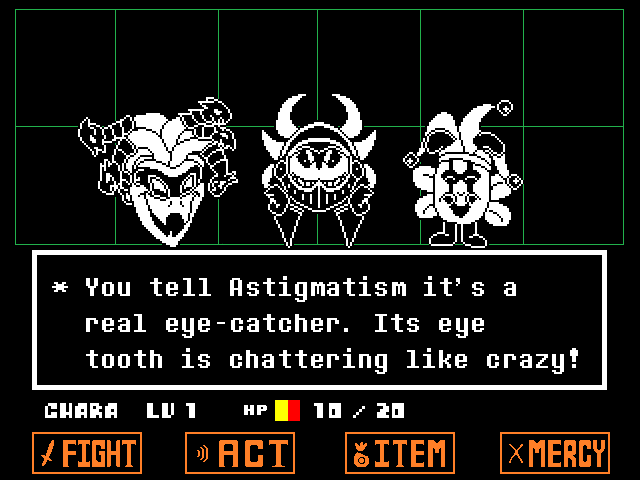 * You tell Astigmatism it's a
real eye-catcher. Its eye
tooth is chattering like crazy!
CHARA LV 1 HP 10 / 20
FIGHT ACT ITEM MERCY